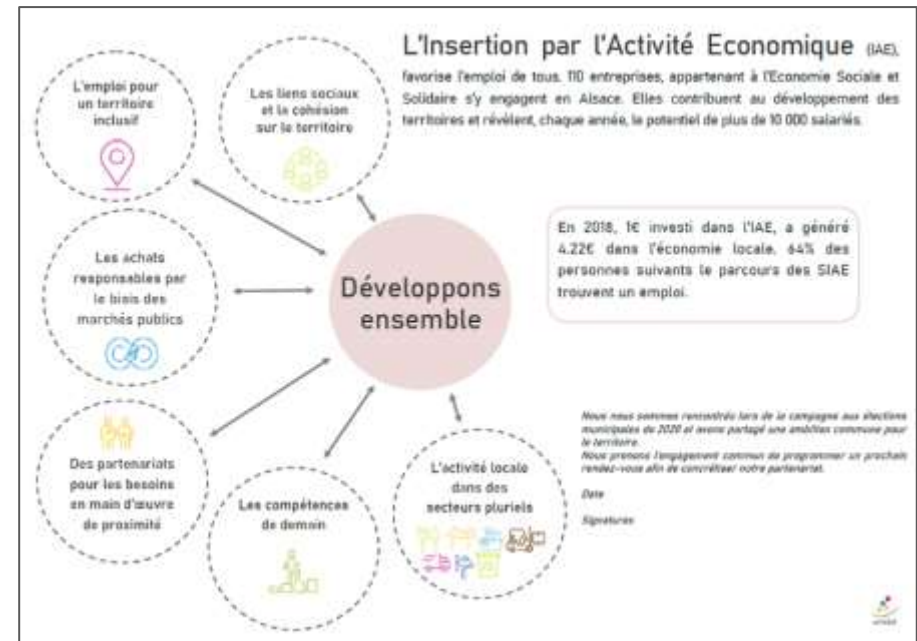 L'Insertion par l'Activité Economique (IAE),
favorise l'emploi de tous. 110 entreprises, appartenant à l'Economie Sociale et
Solidaire s'y engagent en Alsace. Elles contribuent au développement des
territoires et révèlent, chaque année, le potentiel de plus de 10 000 salariés.
L'emploi pour
un territoire
inclusif
Les liens sociaux
et la cohésion
sur le territoire
Les achats
responsables par
le biais des
marchés publics
Développons
ensemble
En 2018, 1€ investi dans l'IAE, a généré
4.22€ dans l'économie locale. 64% des
personnes suivants le parcours des SIAE
trouvent un emploi.
Des partenariats
pour les besoins
en main d'œuvre
de proximité
Les compétences
de demain
L'activité locale
dans des
secteurs pluriels
Nous nous sommes rencontrés lors de la campagne aux élections
municipales de 2020 et avons partagé une ambition commune pour
le territoire.
Nous prenons l'engagement commun de programmer un prochain
rendez-vous afin de concrétiser notre partenariat.
Date
Signatures